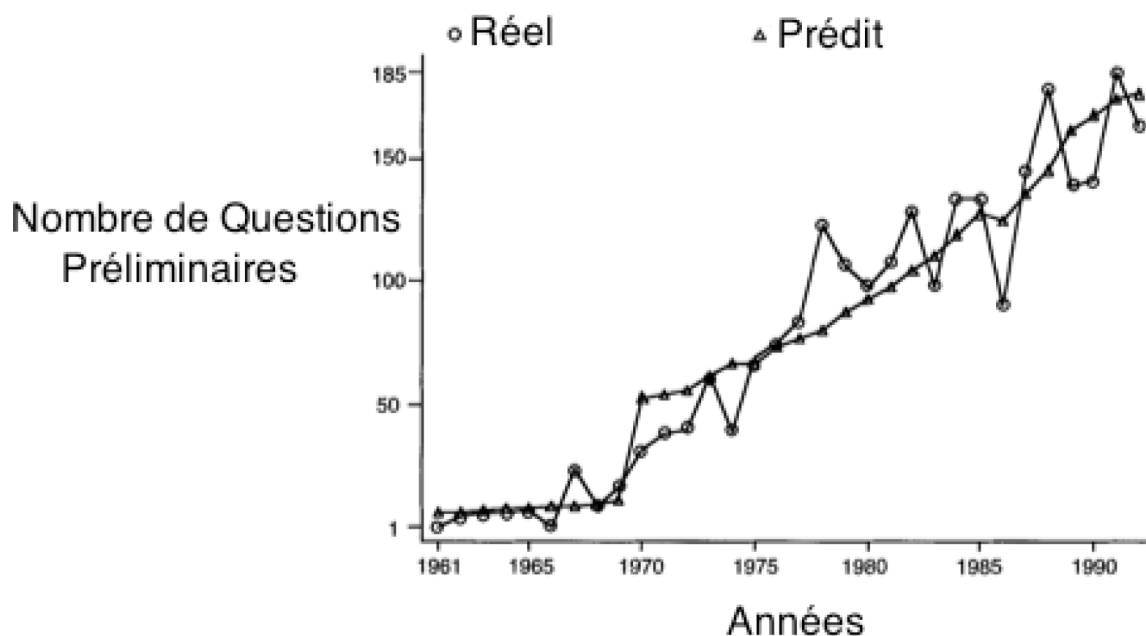 Réel Prédit
185
150
Nombre de Questions
Préliminaires
100
50
1
1961 1965 1970 1975 1980 1985 1990
Années